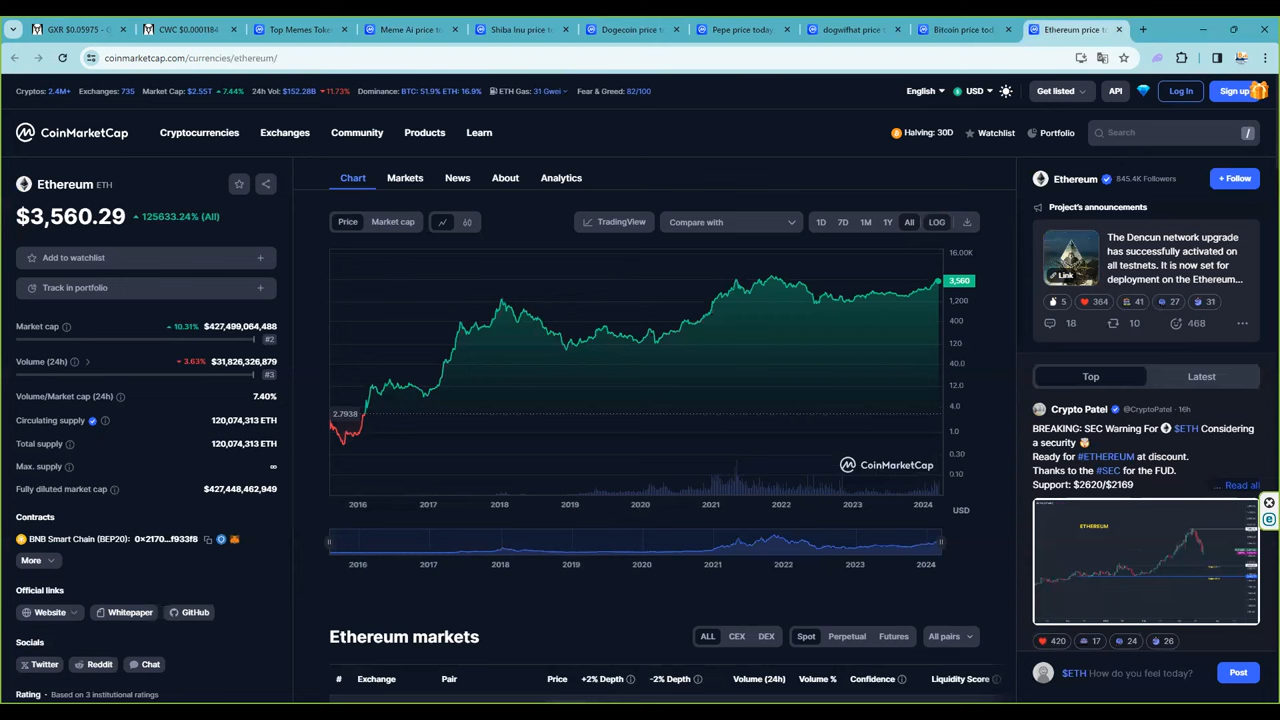 GXR $0.05975 -
CWC $0.0001184
Top Memes Token
Meme Ai price to
Shiba Inu price to
Dogecoin price to
Pepe price today,
dogwifhat price
Bitcoin price tod
Ethereum price to
coinmarketcap.com/currencies/ethereum/
Cryptos: 2.4M+ Exchanges: 735 Market Cap: $2.55T 7.44% 24h Vol: $152.28B 11.73% Dominance: BTC: 51.9% ETH: 16.9% ETH Gas: 31 Gwei Fear & Greed: 82/100
English USD Get listed API Log In Sign up
CoinMarketCap Cryptocurrencies Exchanges Community Products Learn
Halving: 30D Watchlist Portfolio Search /
Ethereum ETH
$3,560.29 125633.24% (All)
Add to watchlist +
Track in portfolio +
Market cap 10.31% $427,499,064,488
#2
Volume (24h) 3.63% $31,826,326,879
#3
Volume/Market cap (24h) 7.40%
Circulating supply 120,074,313 ETH
Total supply 120,074,313 ETH
Max. supply ∞
Fully diluted market cap $427,448,462,949
Contracts
BNB Smart Chain (BEP20): 0x2170...f933f8
More
Official links
Website Whitepaper GitHub
Socials
Twitter Reddit Chat
Rating · Based on 3 institutional ratings
Chart Markets News About Analytics
Price Market cap TradingView Compare with 1D 7D 1M 1Y All LOG
16.00K
3,560
1,200
400
120
40.0
12.0
4.0
2.7938
1.0
0.30
0.10
CoinMarketCap
2016 2017 2018 2019 2020 2021 2022 2023 2024
USD
2016 2017 2018 2019 2020 2021 2022 2023 2024
Ethereum markets ALL CEX DEX Spot Perpetual Futures All pairs
# Exchange Pair Price +2% Depth -2% Depth Volume (24h) Volume % Confidence Liquidity Score
Ethereum 845.4K Followers + Follow
Project's announcements
The Dencun network upgrade
has successfully activated on
all testnets. It is now set for
deployment on the Ethereum...
Link
5 364 41 27 31
18 10 468
Top Latest
Crypto Patel @CryptoPatel · 16h
BREAKING: SEC Warning For $ETH Considering
a security
Ready for #ETHEREUM at discount.
Thanks to the #SEC for the FUD.
Support: $2620/$2169 ... Read all
ETHEREUM
420 17 24 26
$ETH How do you feel today? Post